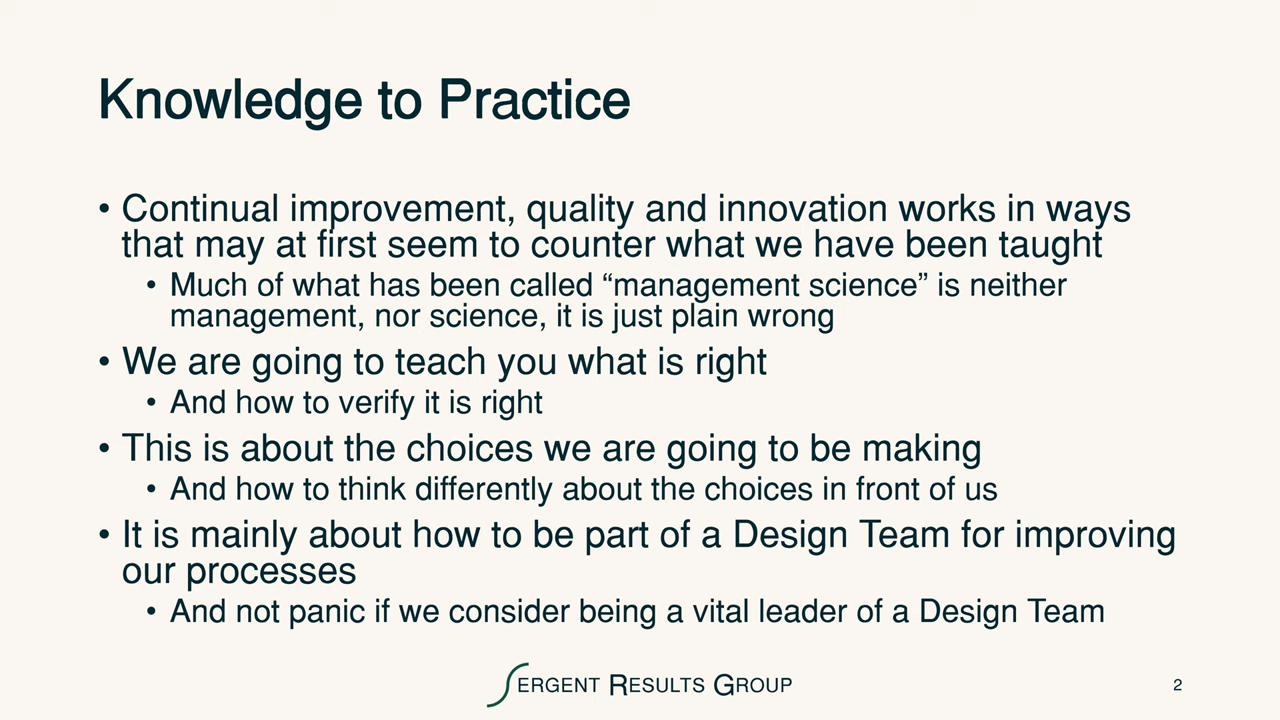 Knowledge to Practice
• Continual improvement, quality and innovation works in ways
that may at first seem to counter what we have been taught
• Much of what has been called “management science” is neither
management, nor science, it is just plain wrong
• We are going to teach you what is right
• And how to verify it is right
• This is about the choices we are going to be making
• And how to think differently about the choices in front of us
• It is mainly about how to be part of a Design Team for improving
our processes
• And not panic if we consider being a vital leader of a Design Team
SERGENT RESULTS GROUP
2